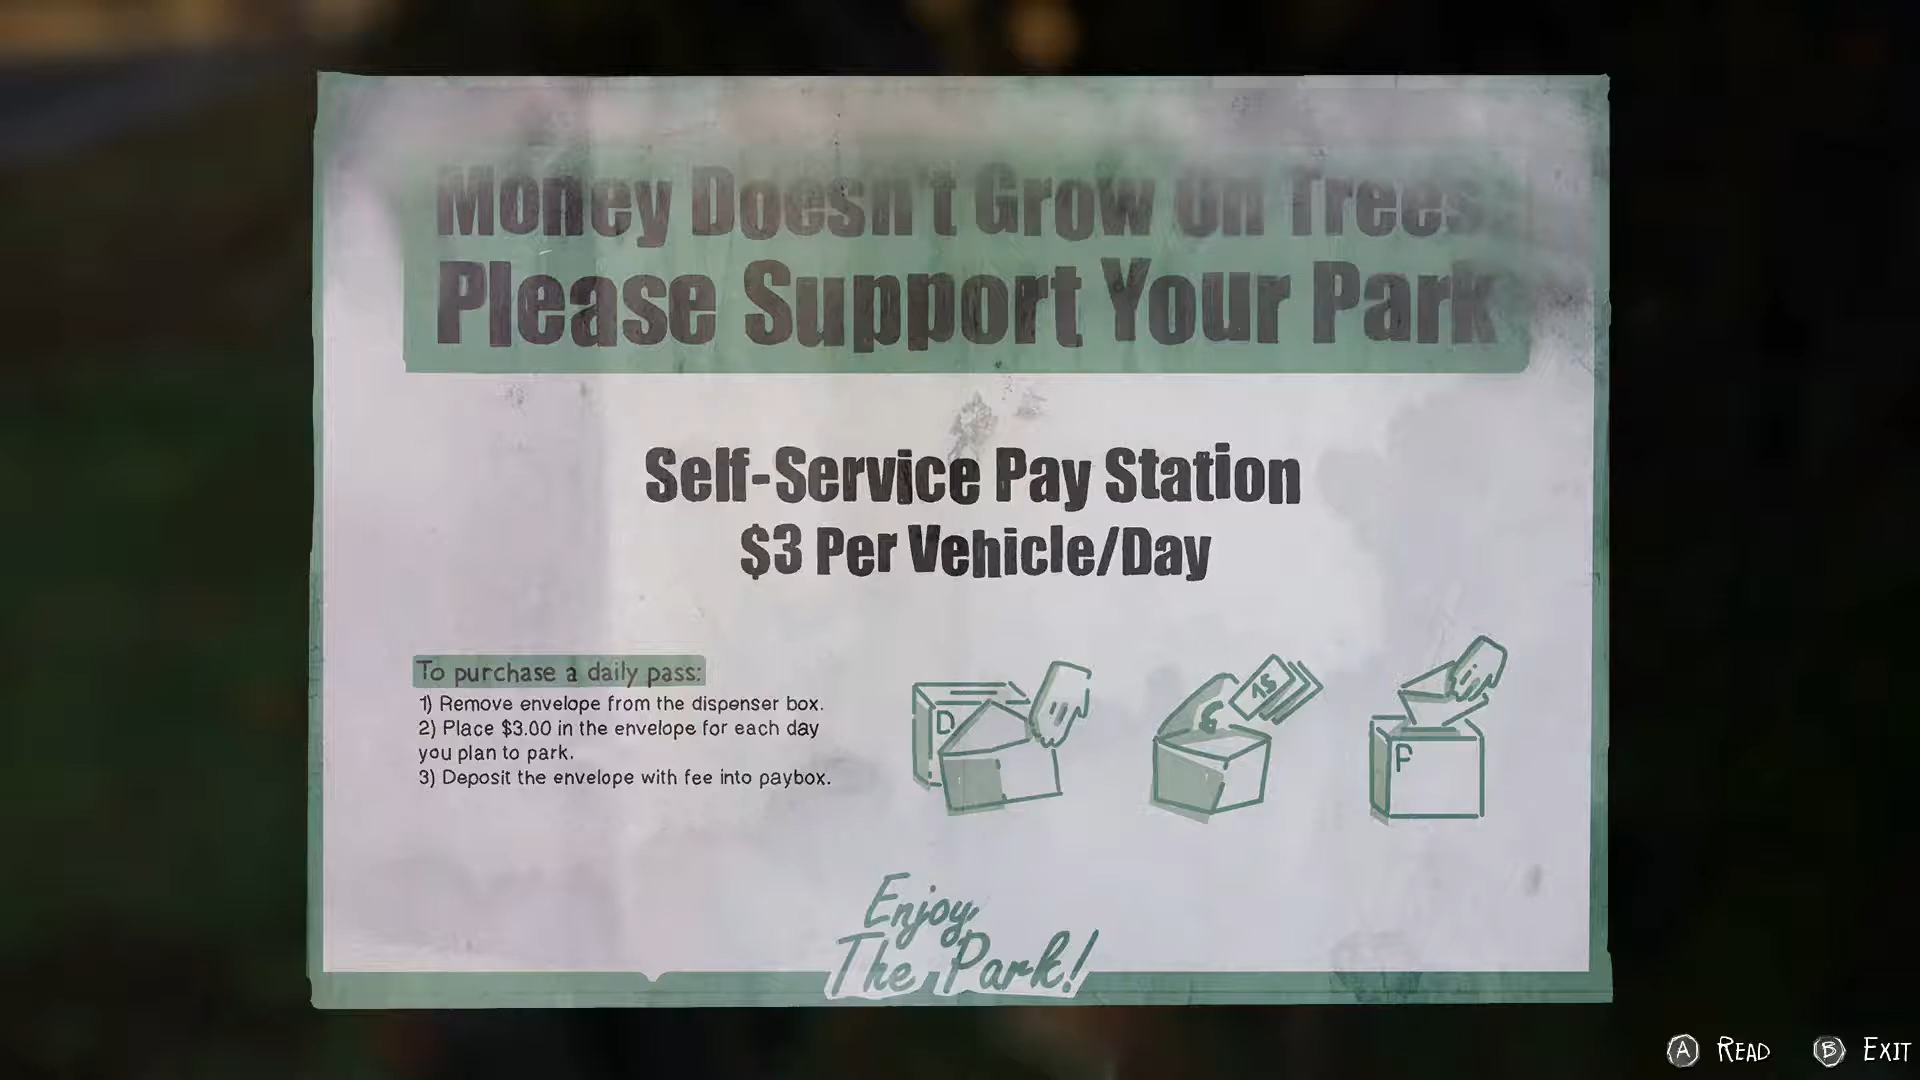 Money Doesn't Grow On Trees
Please Support Your Park
Self-Service Pay Station
$3 Per Vehicle/Day
To purchase a daily pass:
1) Remove envelope from the dispenser box.
2) Place $3.00 in the envelope for each day
you plan to park.
3) Deposit the envelope with fee into paybox.
D
P
Enjoy
The Park!
A READ B EXIT